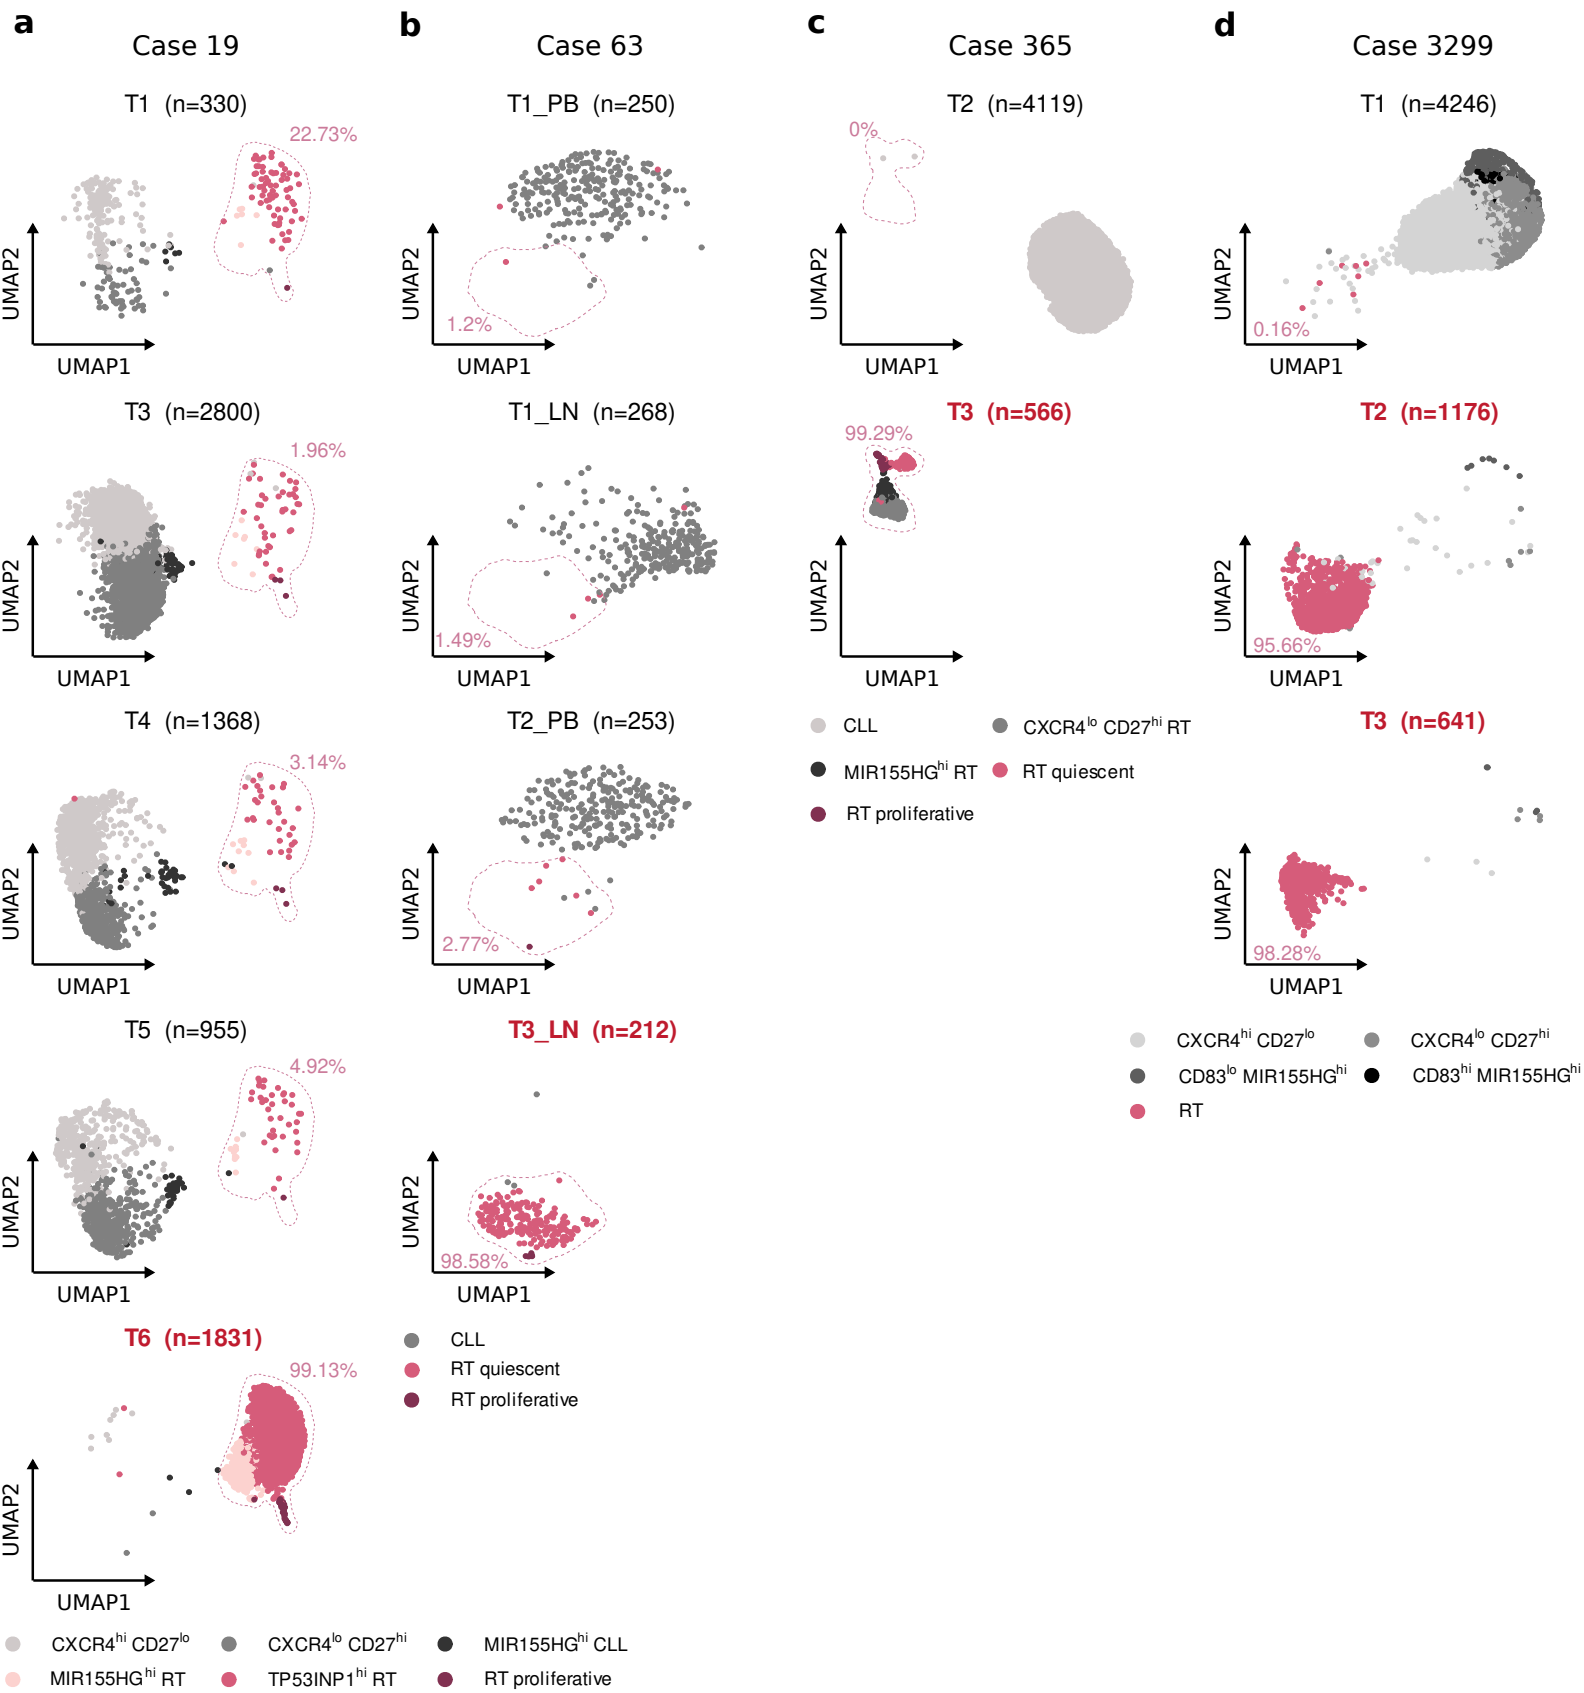 a
Case 19
T1 (n=330)
22.73%
UMAP2
UMAP1
T3 (n=2800)
1.96%
UMAP2
UMAP1
T4 (n=1368)
3.14%
UMAP2
UMAP1
T5 (n=955)
4.92%
UMAP2
UMAP1
T6 (n=1831)
99.13%
UMAP2
UMAP1
CXCR4hi CD27lo
CXCR4lo CD27hi
MIR155HGhi CLL
MIR155HGhi RT
TP53INP1hi RT
RT proliferative
b
Case 63
T1_PB (n=250)
1.2%
UMAP2
UMAP1
T1_LN (n=268)
1.49%
UMAP2
UMAP1
T2_PB (n=253)
2.77%
UMAP2
UMAP1
T3_LN (n=212)
98.58%
UMAP2
UMAP1
CLL
RT quiescent
RT proliferative
c
Case 365
T2 (n=4119)
0%
UMAP2
UMAP1
T3 (n=566)
99.29%
UMAP2
UMAP1
CLL
CXCR4lo CD27hi RT
MIR155HGhi RT
RT quiescent
RT proliferative
d
Case 3299
T1 (n=4246)
0.16%
UMAP2
UMAP1
T2 (n=1176)
95.66%
UMAP2
UMAP1
T3 (n=641)
98.28%
UMAP2
UMAP1
CXCR4hi CD27lo
CXCR4lo CD27hi
CD83lo MIR155HGhi
CD83hi MIR155HGhi
RT